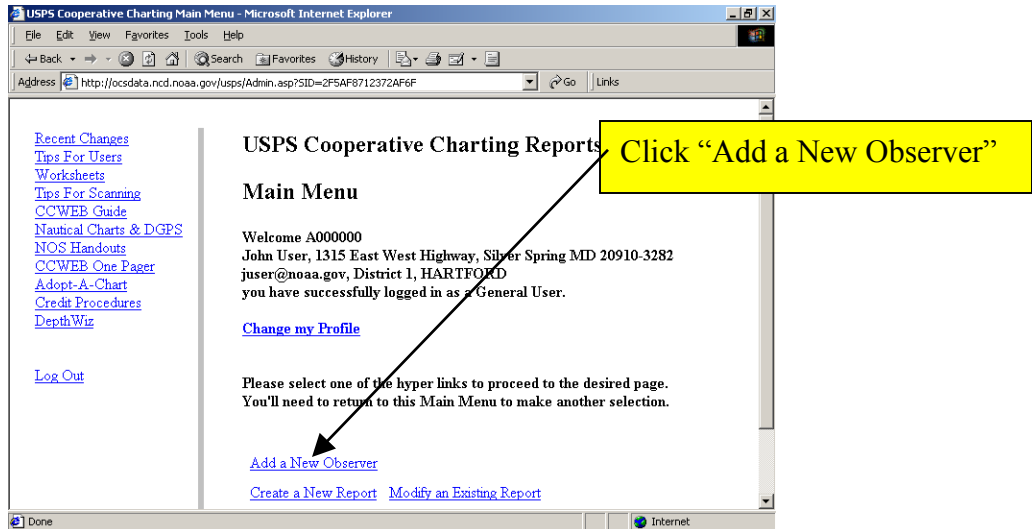 USPS Cooperative Charting Main Menu - Microsoft Internet Explorer
File Edit View Favorites Tools Help
Back Search Favorites History
Address http://ocsdata.ncd.noaa.gov/usps/Admin.asp?SID=2F5AF8712372AF6F Go Links
Recent Changes
Tips For Users
Worksheets
Tips For Scanning
CCWEB Guide
Nautical Charts & DGPS
NOS Handouts
CCWEB One Pager
Adopt-A-Chart
Credit Procedures
DepthWiz
Log Out
USPS Cooperative Charting Reports
Main Menu
Welcome A000000
John User, 1315 East West Highway, Silver Spring MD 20910-3282
juser@noaa.gov, District 1, HARTFORD
you have successfully logged in as a General User.
Change my Profile
Please select one of the hyper links to proceed to the desired page.
You'll need to return to this Main Menu to make another selection.
Add a New Observer
Create a New Report Modify an Existing Report
Click “Add a New Observer”
Done Internet